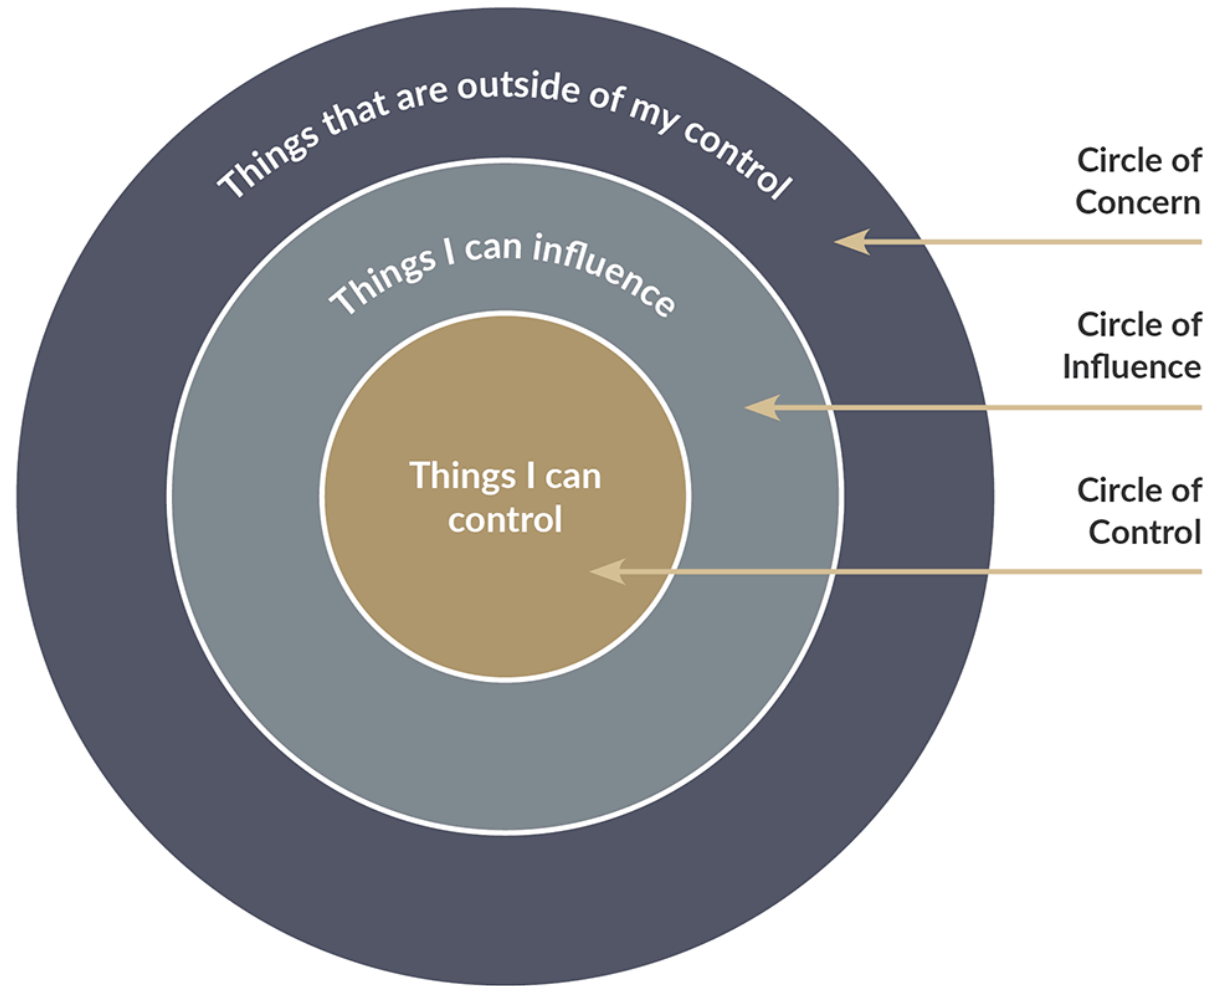 Things that are outside of my control
Things I can influence
Things I can
control
Circle of
Concern
Circle of
Influence
Circle of
Control